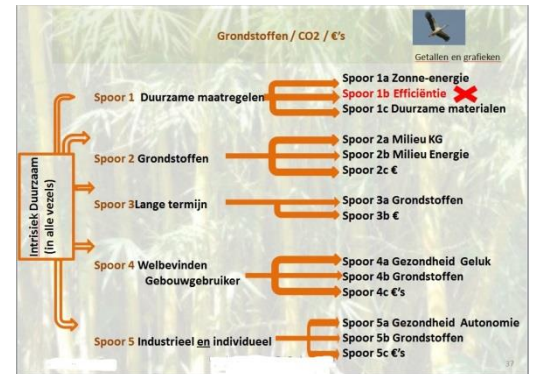 Grondstoffen / CO2 / €'s
Getallen en grafieken
Intrisiek Duurzaam
(in alle vezels)
Spoor 1 Duurzame maatregelen
Spoor 1a Zonne-energie
Spoor 1b Efficiëntie
Spoor 1c Duurzame materialen
Spoor 2 Grondstoffen
Spoor 2a Milieu KG
Spoor 2b Milieu Energie
Spoor 2c €
Spoor 3Lange termijn
Spoor 3a Grondstoffen
Spoor 3b €
Spoor 4 Welbevinden
Gebouwgebruiker
Spoor 4a Gezondheid Geluk
Spoor 4b Grondstoffen
Spoor 4c €'s
Spoor 5 Industrieel en individueel
Spoor 5a Gezondheid Autonomie
Spoor 5b Grondstoffen
Spoor 5c €'s
37